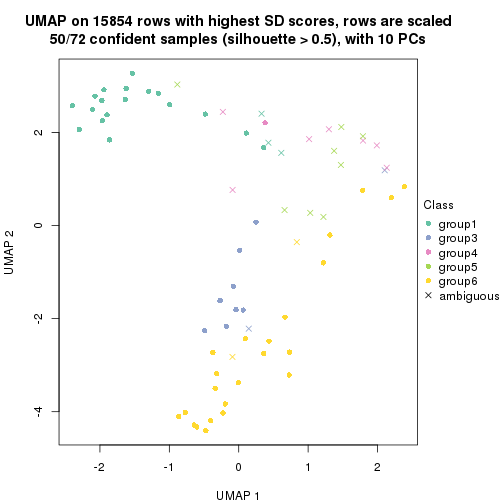 UMAP on 15854 rows with highest SD scores, rows are scaled
50/72 confident samples (silhouette > 0.5), with 10 PCs
2
0
-2
-4
UMAP 2
-2
-1
0
1
2
UMAP 1
Class
group1
group3
group4
group5
group6
ambiguous